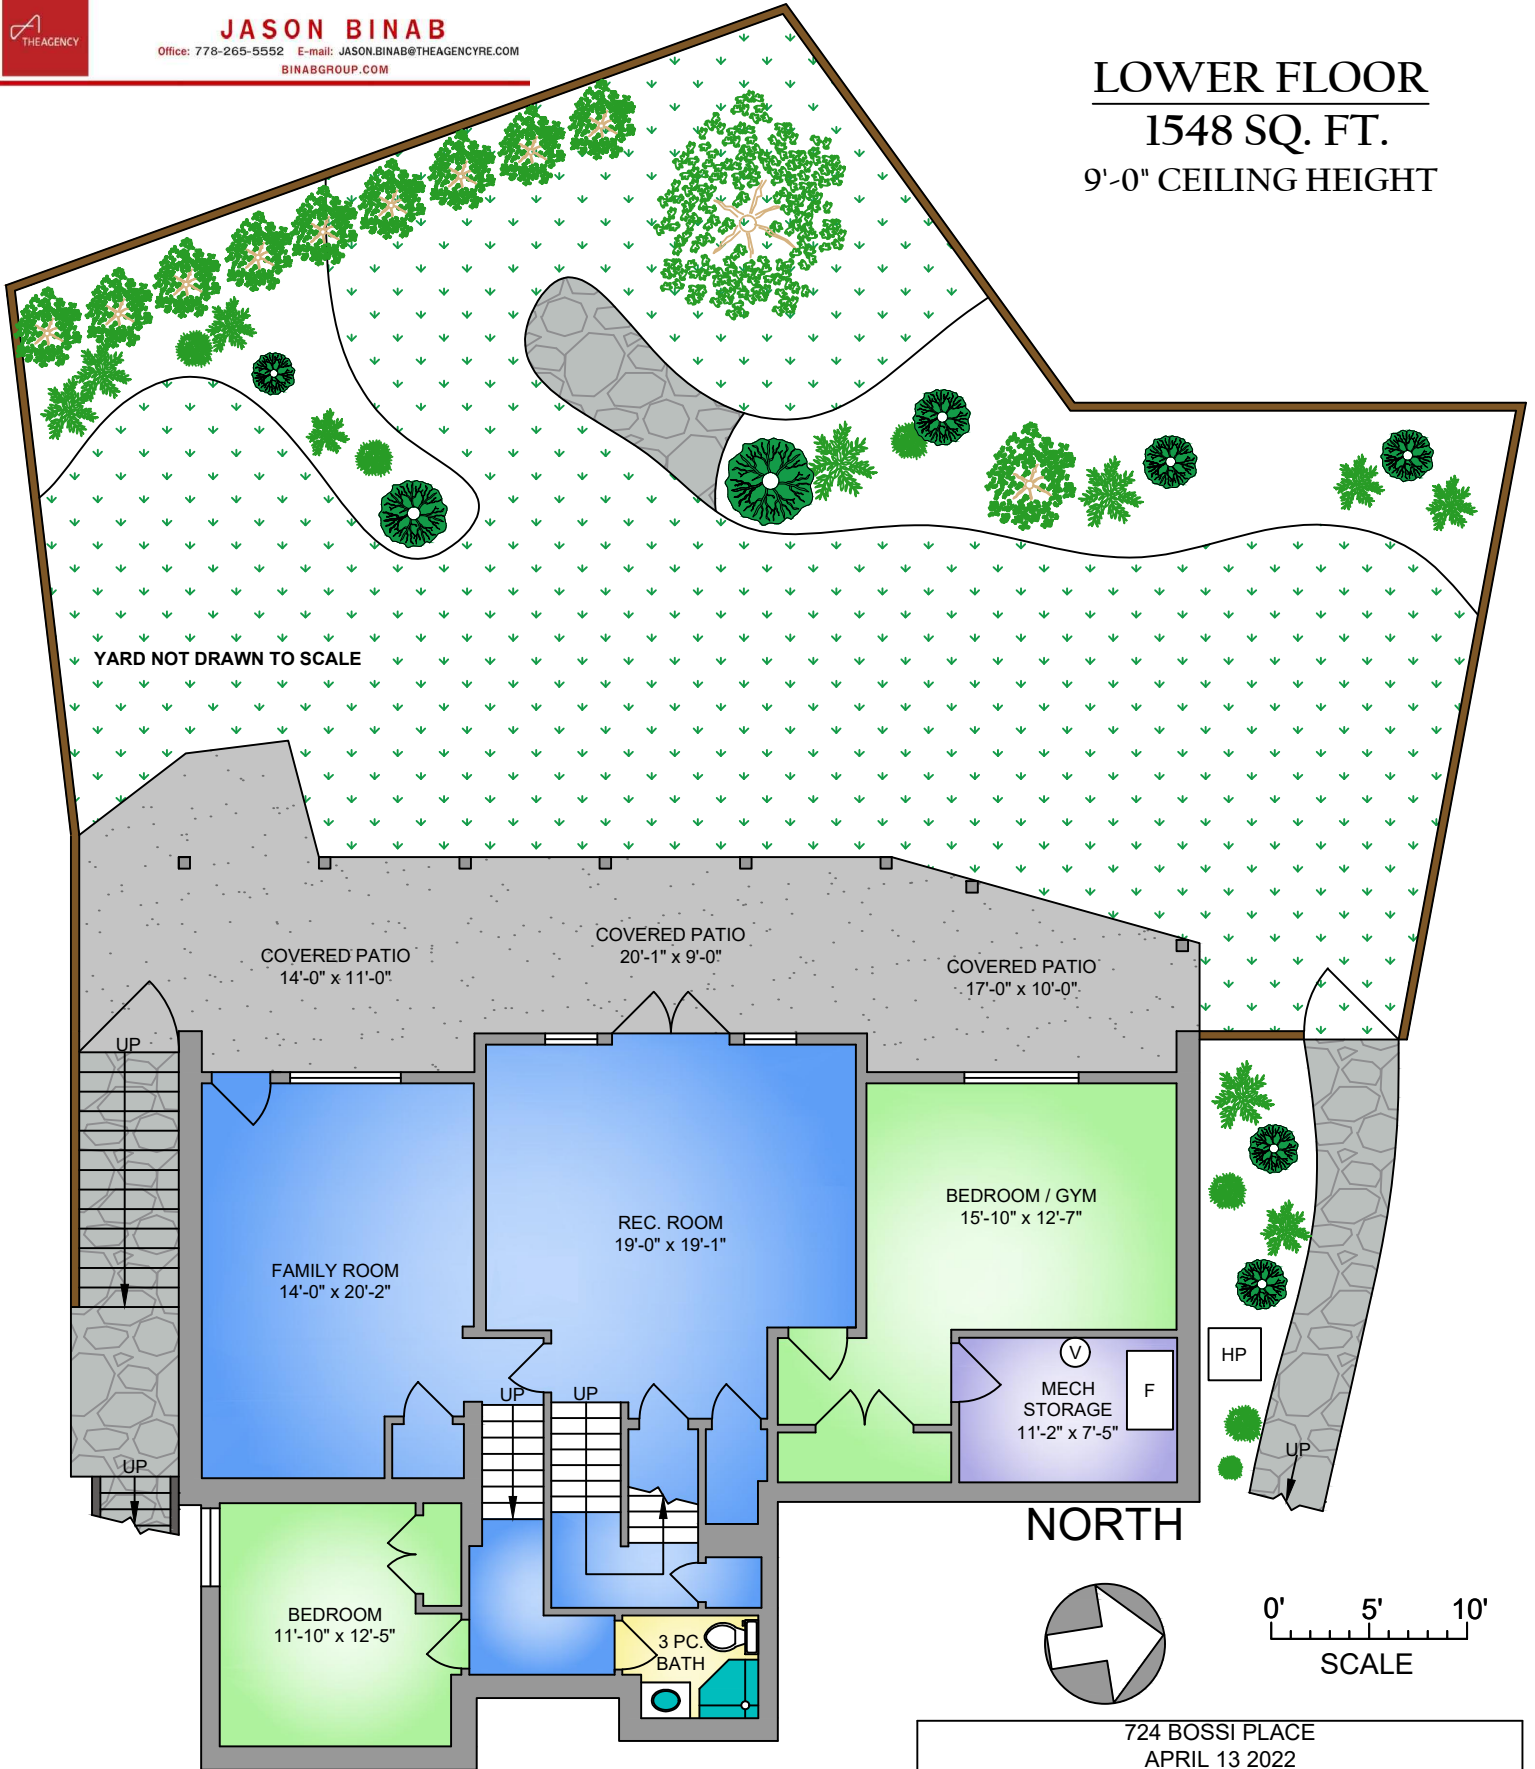 THEAGENCY
JASON BINAB
Office: 778-265-5552 E-mail: JASON.BINAB@THEAGENCYRE.COM
BINABGROUP.COM
LOWER FLOOR
1548 SQ. FT.
9'-0" CEILING HEIGHT
YARD NOT DRAWN TO SCALE
COVERED PATIO
14'-0" x 11'-0"
COVERED PATIO
20'-1" x 9'-0"
COVERED PATIO
17'-0" x 10'-0"
UP
FAMILY ROOM
14'-0" x 20'-2"
REC. ROOM
19'-0" x 19'-1"
BEDROOM / GYM
15'-10" x 12'-7"
V
MECH
STORAGE
11'-2" x 7'-5"
F
HP
UP
UP
UP
UP
NORTH
BEDROOM
11'-10" x 12'-5"
3 PC.
BATH
0' 5' 10'
SCALE
724 BOSSI PLACE
APRIL 13 2022